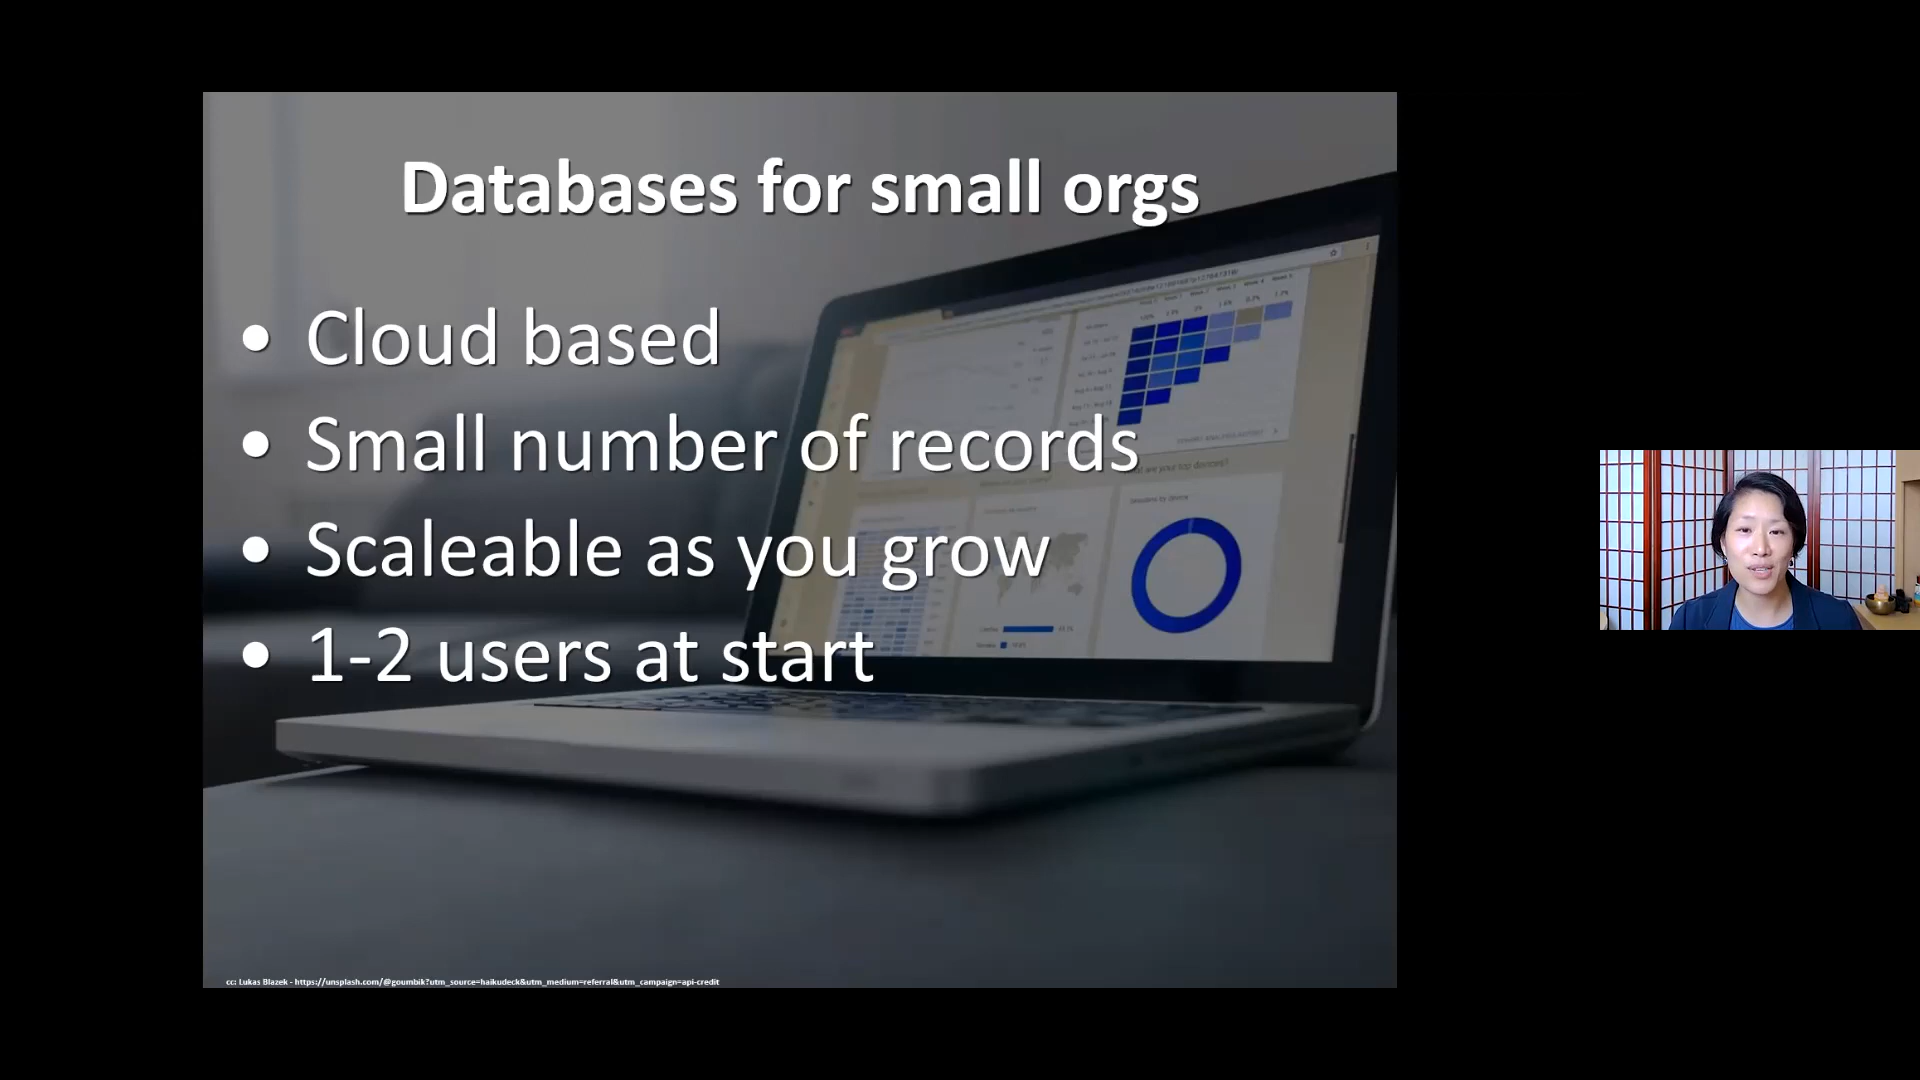 Databases for small orgs
• Cloud based
• Small number of records
• Scaleable as you grow
• 1-2 users at start
cc: Lukas Blazek - https://unsplash.com/@goumbik?utm_source=haikudeck&utm_medium=referral&utm_campaign=api-credit